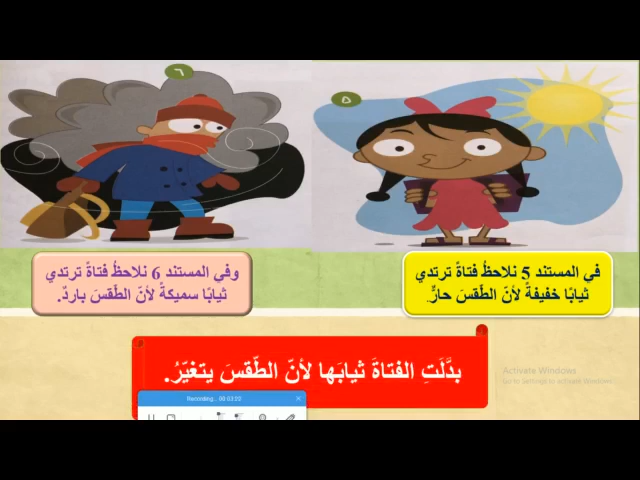 ٥
٦
في المستند 5 نلاحظُ فتاةً ترتدي
ثيابًا خفيفةً لأنّ الطّقسَ حارٌّ.
وفي المستند 6 نلاحظُ فتاةً ترتدي
ثيابًا سميكةً لأنّ الطّقسَ باردٌ.
بدَّلَتِ الفتاةَ ثيابَها لأنّ الطّقسَ يتغيّرُ.
Activate Windows
Go to Settings to activate Windows.
Recording... 00:03:02